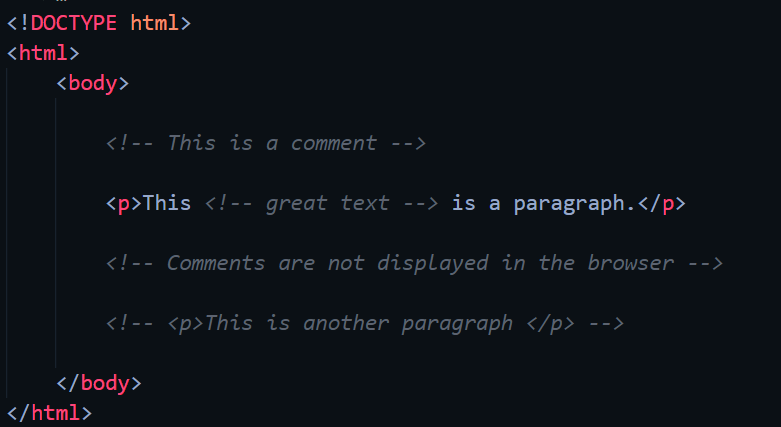 <!DOCTYPE html>
<html>
<body>
<!-- This is a comment -->
<p>This <!-- great text --> is a paragraph.</p>
<!-- Comments are not displayed in the browser -->
<!-- <p>This is another paragraph </p> -->
</body>
</html>